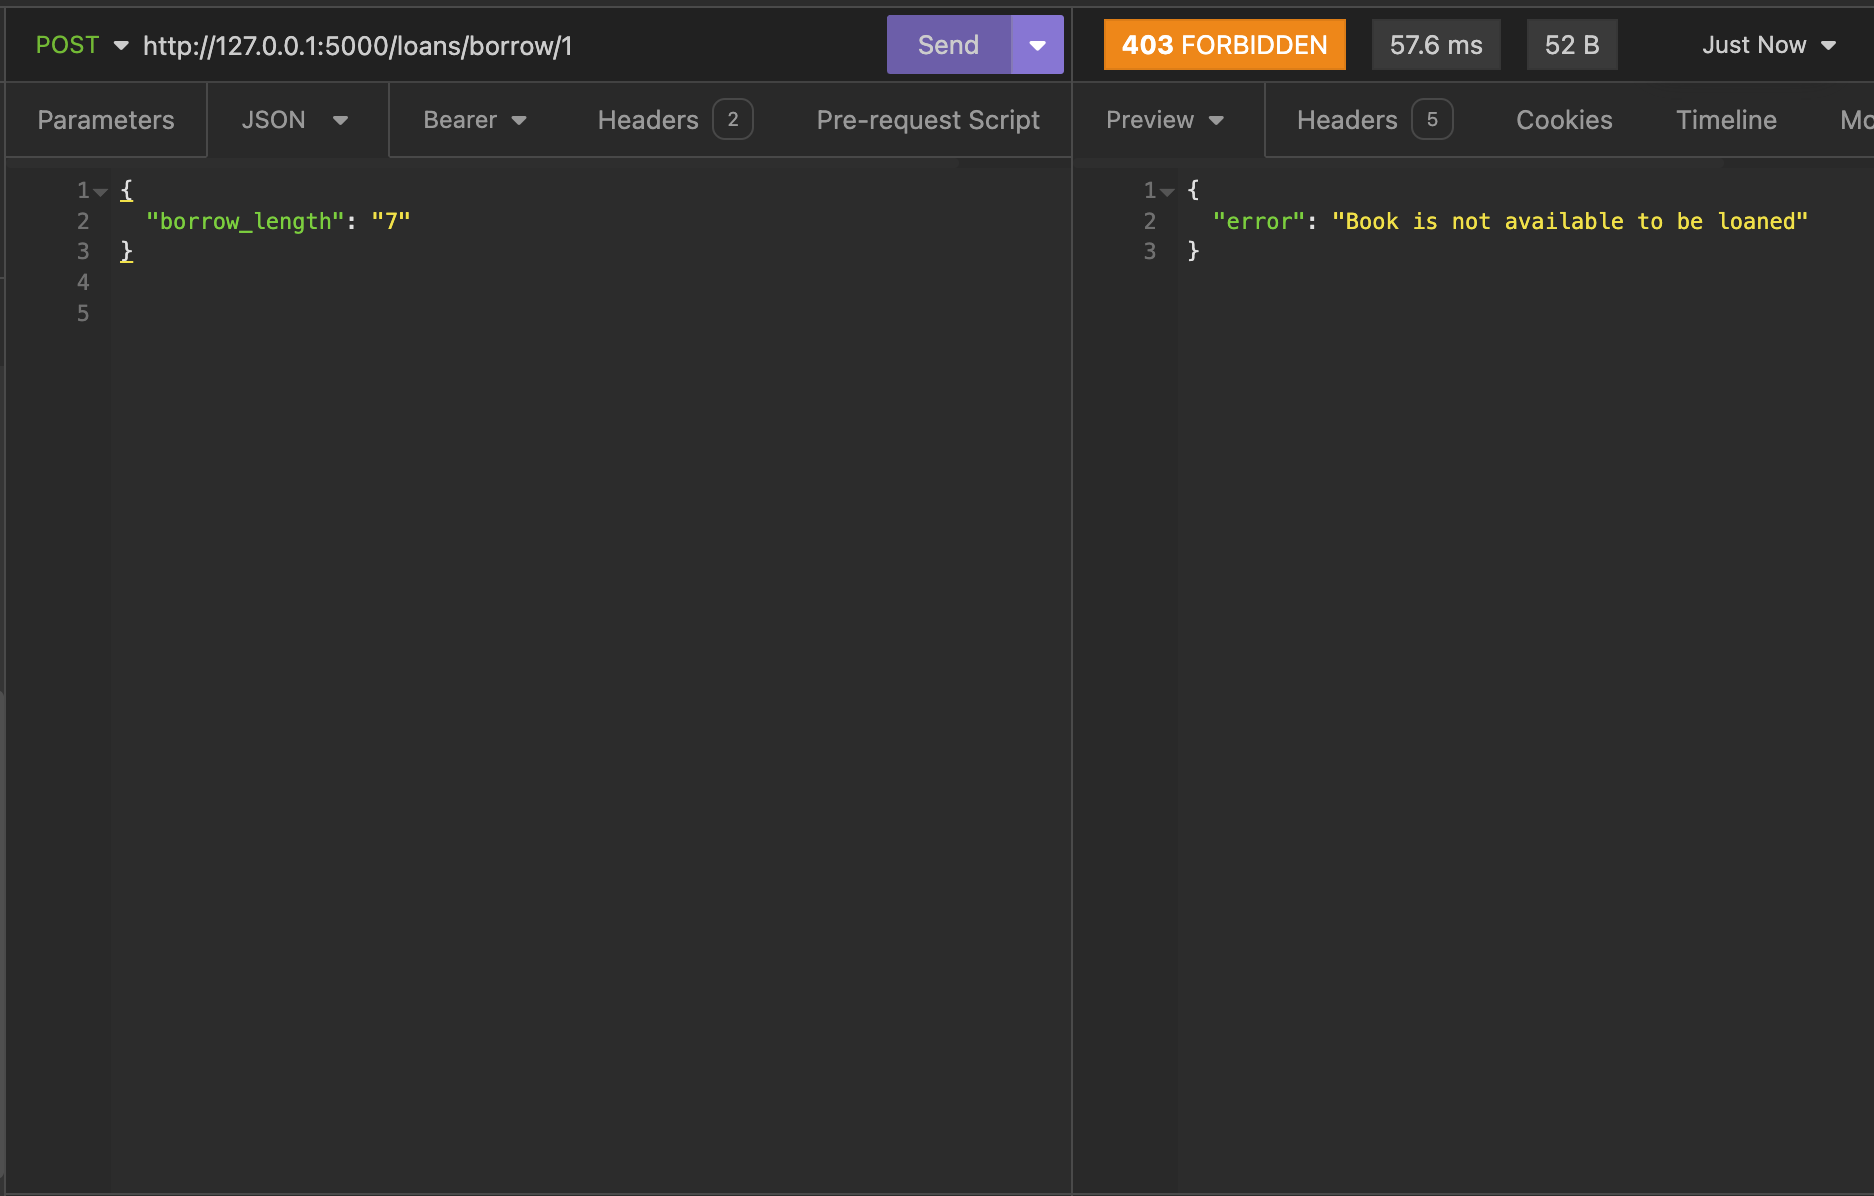 POST http://127.0.0.1:5000/loans/borrow/1 Send
403 FORBIDDEN 57.6 ms 52 B Just Now
Parameters JSON Bearer Headers 2 Pre-request Script
Preview Headers 5 Cookies Timeline Mo
1 {
2 "borrow_length": "7"
3 }
4
5
1 {
2 "error": "Book is not available to be loaned"
3 }